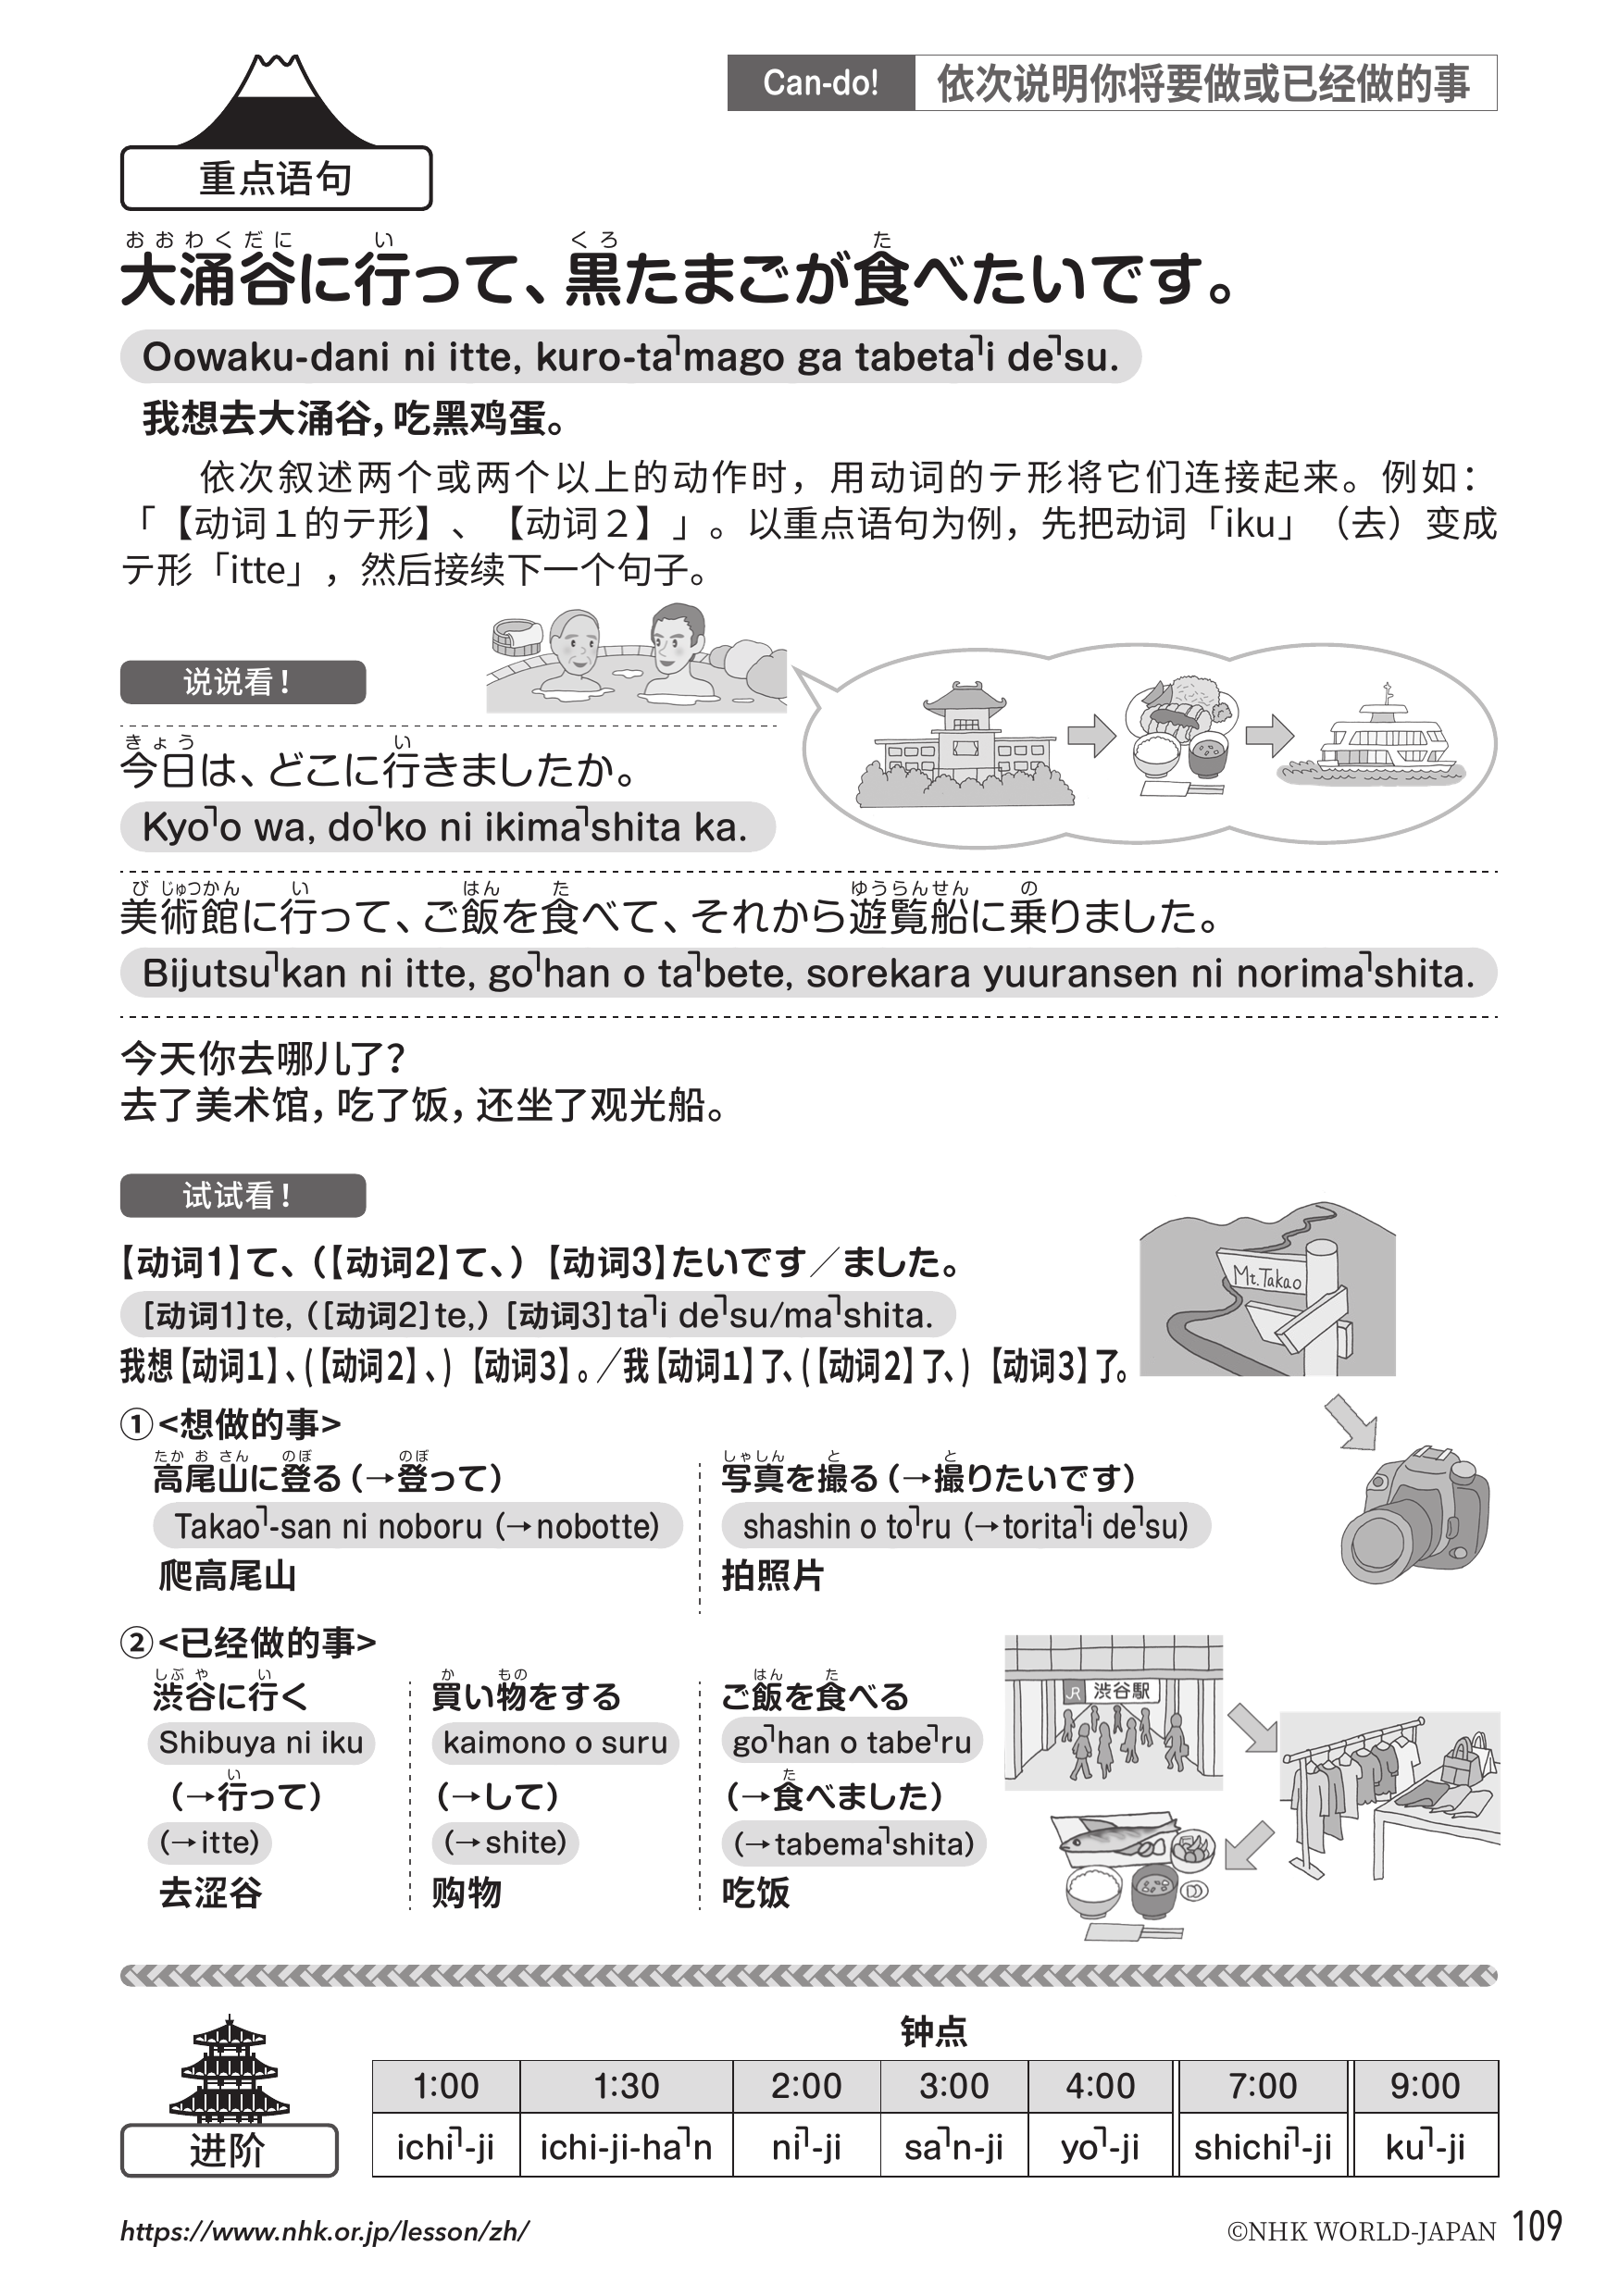 Can-do! 依次说明你将要做或已经做的事
重点语句
おおわくだに い くろ た
大涌谷に行って、黒たまごが食べたいです。
Oowaku-dani ni itte, kuro-ta˥mago ga tabeta˥i de˥su.
我想去大涌谷，吃黑鸡蛋。
依次叙述两个或两个以上的动作时，用动词的テ形将它们连接起来。例如：
「【动词１的テ形】、【动词２】」。以重点语句为例，先把动词「iku」（去）变成
テ形「itte」，然后接续下一个句子。
说说看！
きょう い
今日は、どこに行きましたか。
Kyo˥o wa, do˥ko ni ikima˥shita ka.
び じゅつかん い はん た ゆうらんせん の
美術館に行って、ご飯を食べて、それから遊覧船に乗りました。
Bijutsu˥kan ni itte, go˥han o ta˥bete, sorekara yuuransen ni norima˥shita.
今天你去哪儿了？
去了美术馆，吃了饭，还坐了观光船。
试试看！
【动词1】て、（【动词2】て、）【动词3】たいです／ました。
[动词1]te,（[动词2]te,）[动词3]ta˥i de˥su/ma˥shita.
我想【动词1】、（【动词2】、）【动词3】。／我【动词1】了、（【动词2】了、）【动词3】了。
Mt.Takao
①<想做的事>
たか お さん のぼ のぼ
高尾山に登る（→登って）
Takao˥-san ni noboru (→nobotte)
爬高尾山
しゃしん と と
写真を撮る（→撮りたいです）
shashin o to˥ru (→torita˥i de˥su)
拍照片
②<已经做的事>
しぶ や い
渋谷に行く
Shibuya ni iku
い
（→行って）
(→itte)
去涩谷
か もの
買い物をする
kaimono o suru
（→して）
(→shite)
购物
はん た
ご飯を食べる
go˥han o tabe˥ru
た
（→食べました）
(→tabema˥shita)
吃饭
JR 渋谷駅
进阶
钟点
1:00 1:30 2:00 3:00 4:00 7:00 9:00
ichi˥-ji ichi-ji-ha˥n ni˥-ji sa˥n-ji yo˥-ji shichi˥-ji ku˥-ji
https://www.nhk.or.jp/lesson/zh/
©NHK WORLD-JAPAN 109